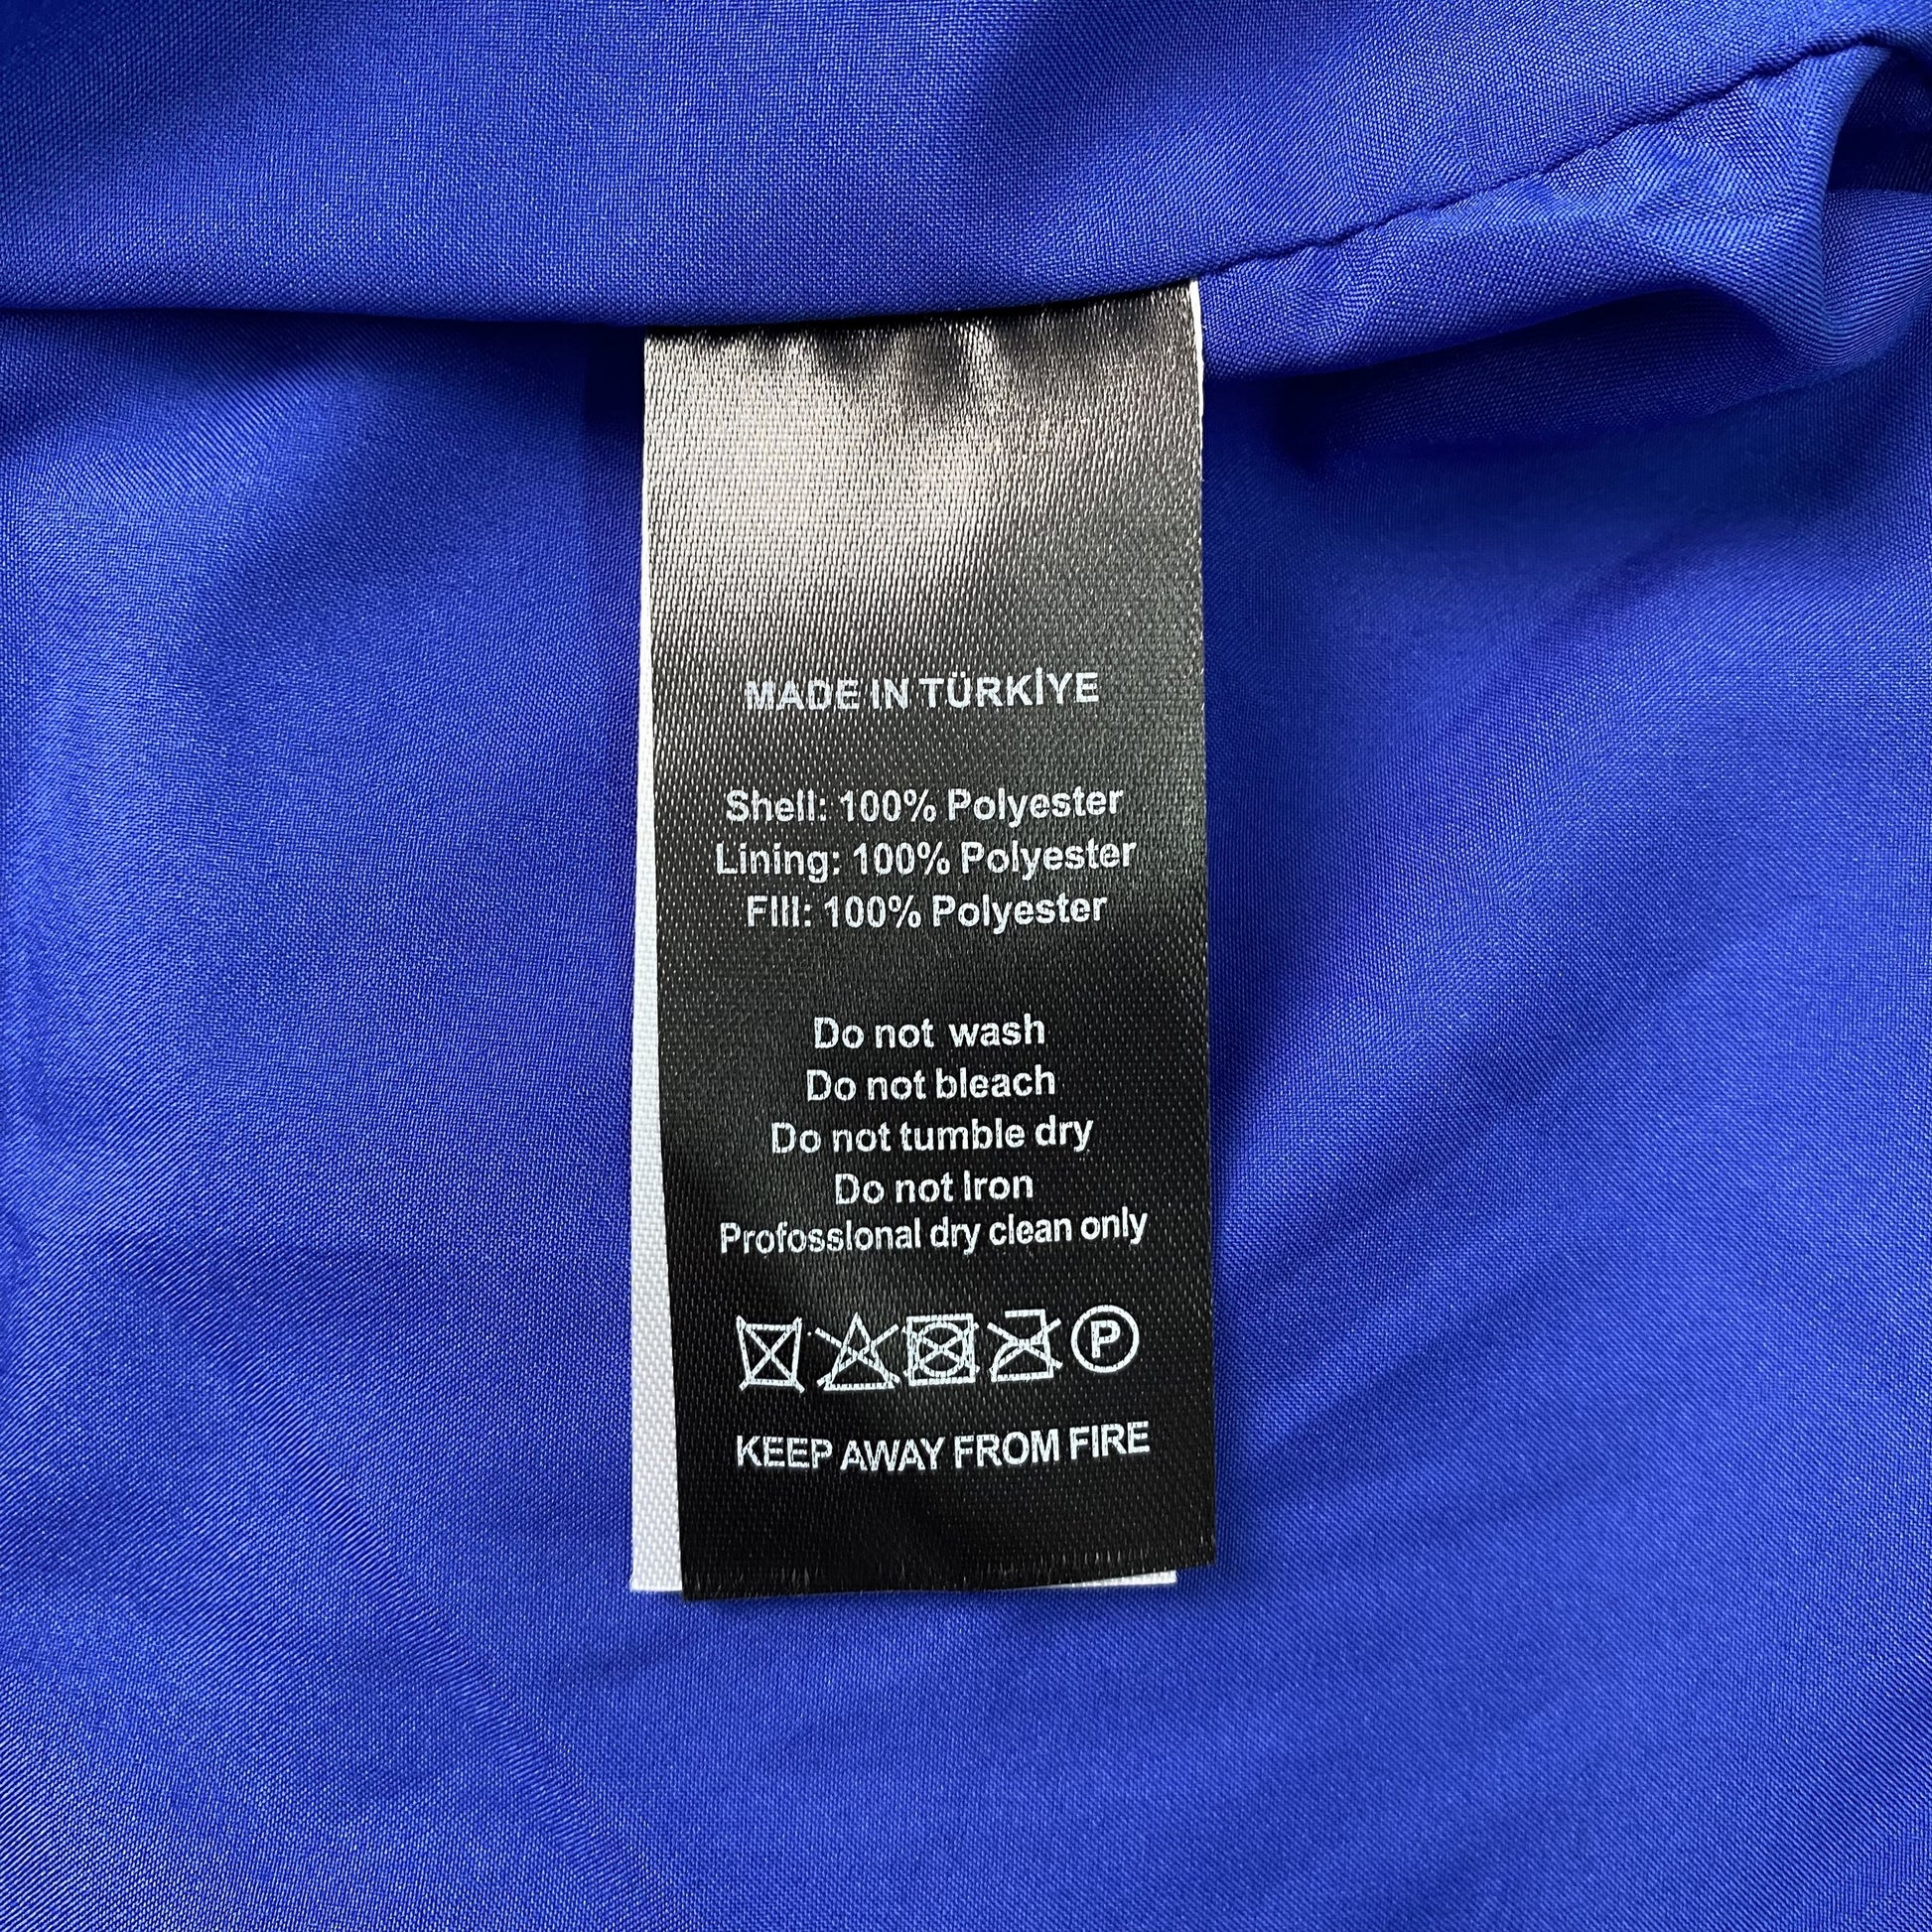 MADE IN TÜRKİYE
Shell: 100% Polyester
Lining: 100% Polyester
FIll: 100% Polyester
Do not wash
Do not bleach
Do not tumble dry
Do not Iron
Profossional dry clean only
P
KEEP AWAY FROM FIRE